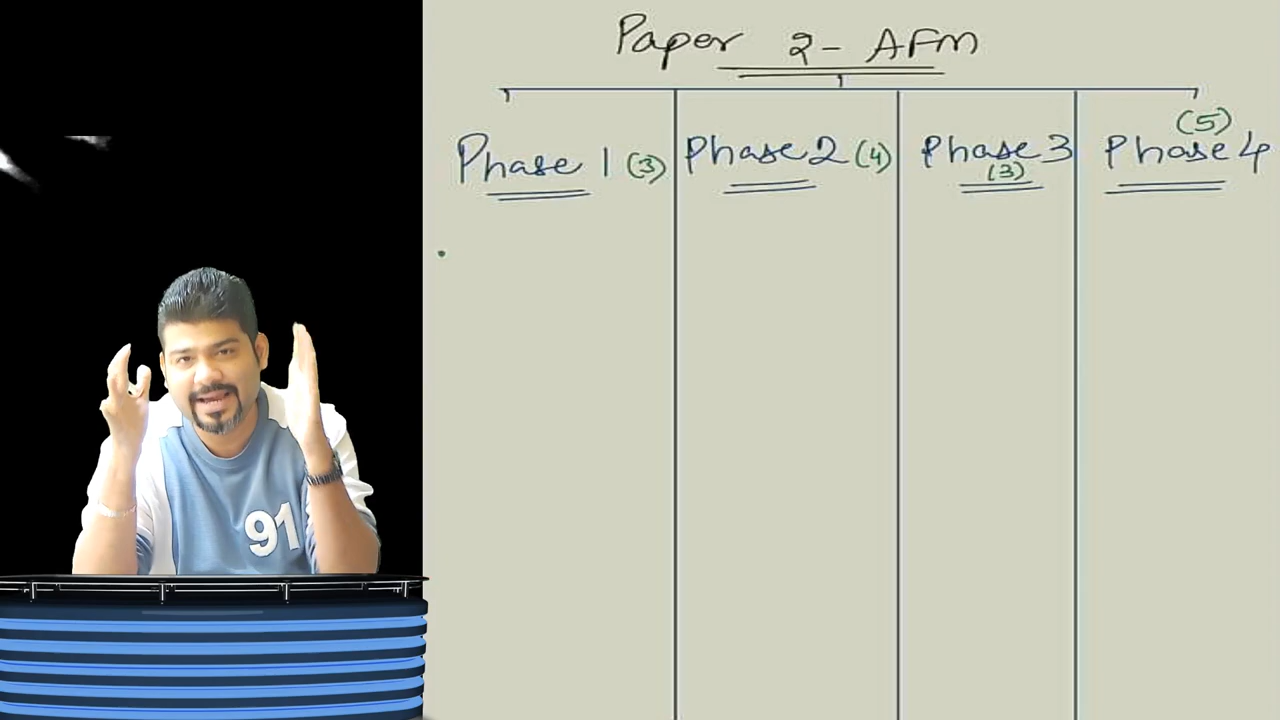 Paper 2 - AFM
Phase 1 (3)
Phase 2 (4)
Phase 3
(3)
(5)
Phase 4
91